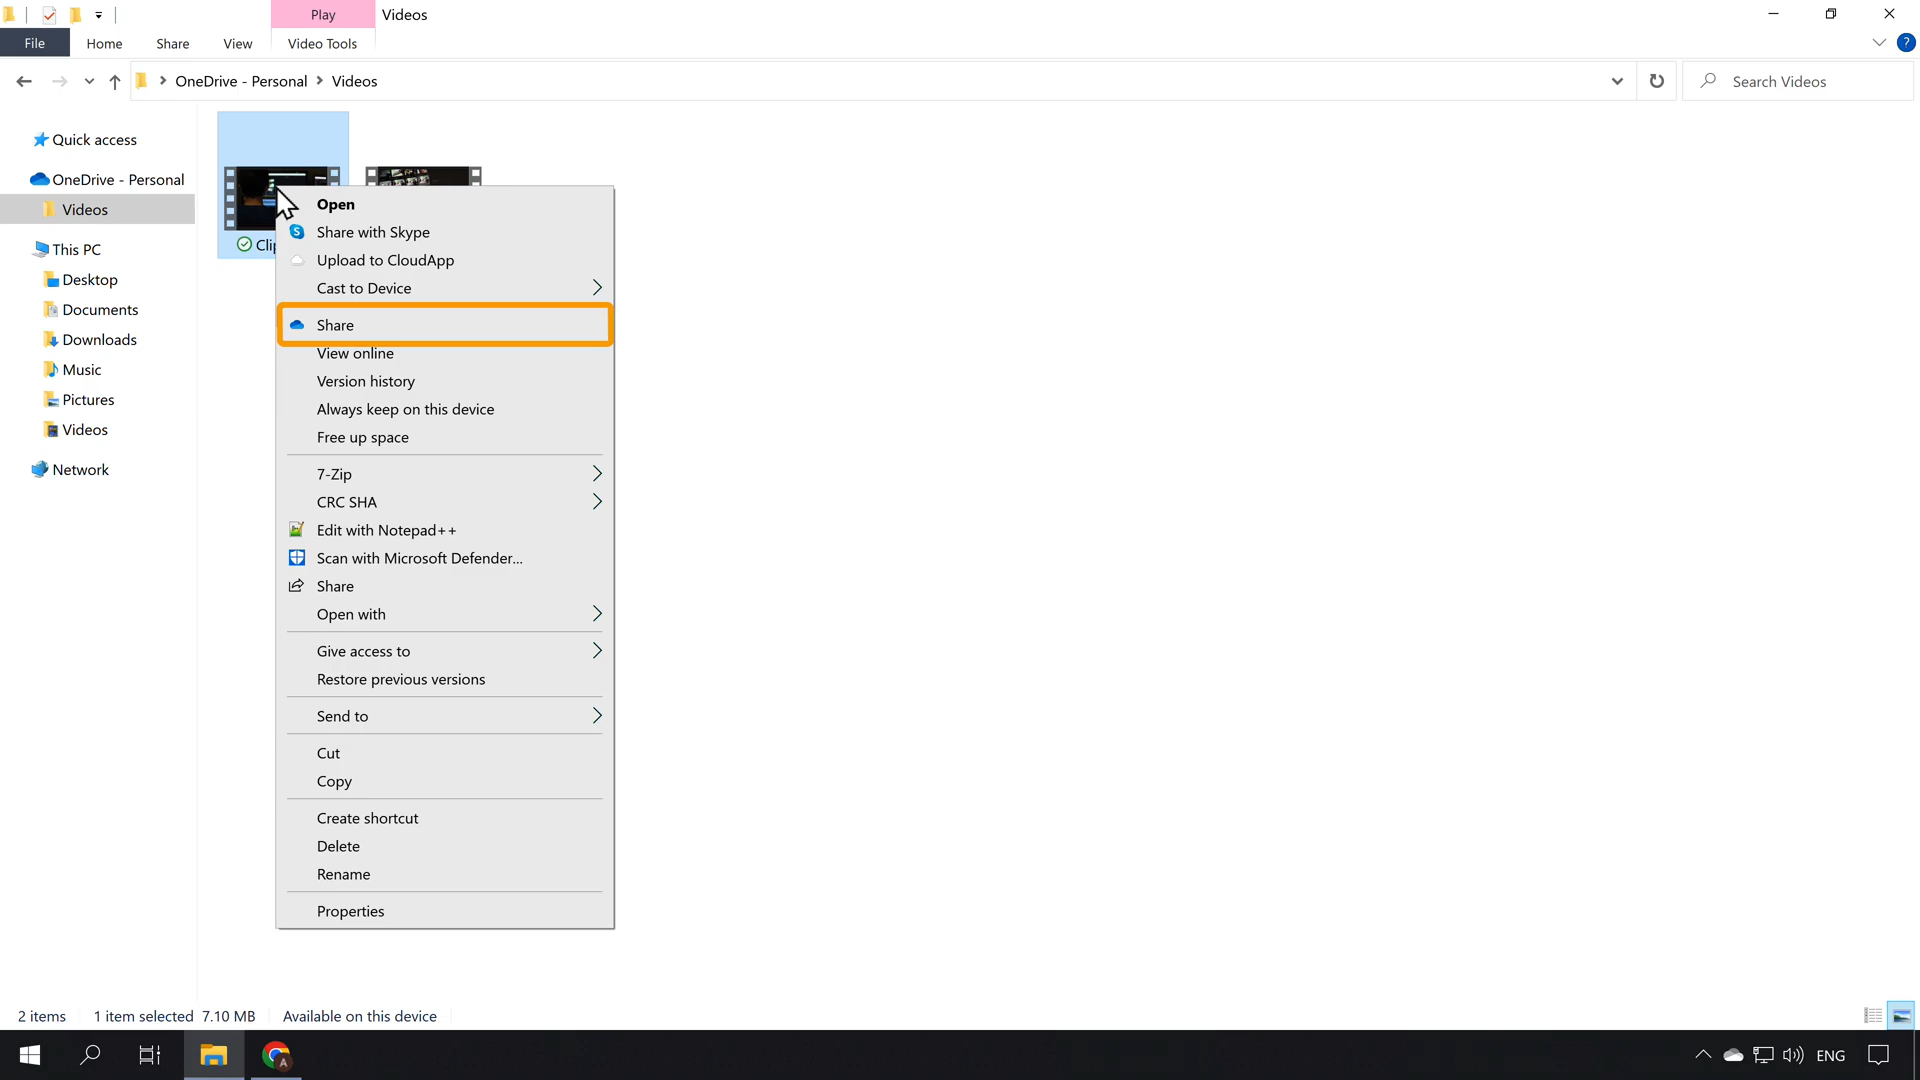 Play
Videos
File
Home
Share
View
Video Tools
?
OneDrive - Personal
Videos
Search Videos
Quick access
OneDrive - Personal
Videos
This PC
Desktop
Documents
Downloads
Music
Pictures
Videos
Network
Clip
Open
S
Share with Skype
Upload to CloudApp
Cast to Device
Share
View online
Version history
Always keep on this device
Free up space
7-Zip
CRC SHA
Edit with Notepad++
Scan with Microsoft Defender...
Share
Open with
Give access to
Restore previous versions
Send to
Cut
Copy
Create shortcut
Delete
Rename
Properties
2 items
1 item selected 7.10 MB
Available on this device
A
ENG